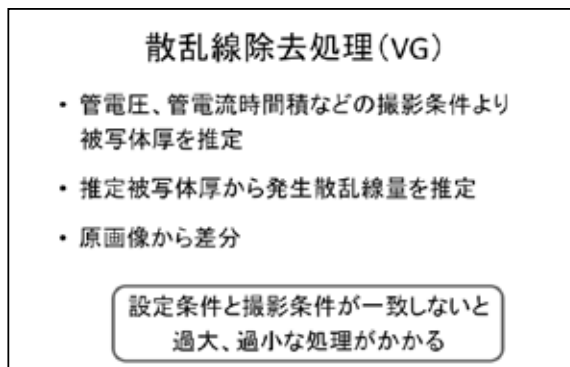 散乱線除去処理(VG)
・管電圧、管電流時間積などの撮影条件より
被写体厚を推定
・推定被写体厚から発生散乱線量を推定
・原画像から差分
設定条件と撮影条件が一致しないと
過大、過小な処理がかかる